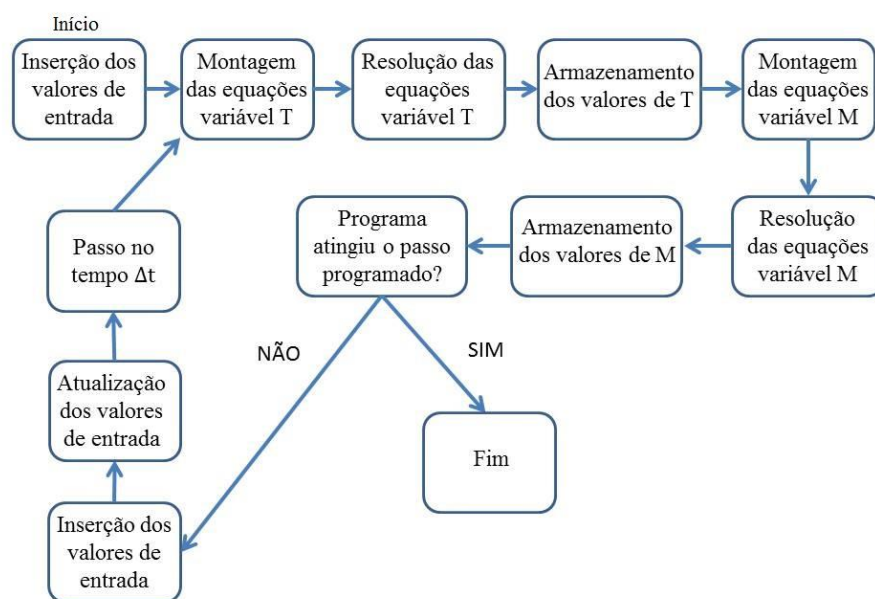 Início
Inserção dos
valores de
entrada
Montagem
das equações
variável T
Resolução das
equações
variável T
Armazenamento
dos valores de T
Montagem
das equações
variável M
Resolução
das equações
variável M
Armazenamento
dos valores de M
Programa
atingiu o passo
programado?
NÃO
SIM
Fim
Inserção dos
valores de
entrada
Atualização
dos valores
de entrada
Passo no
tempo Δt